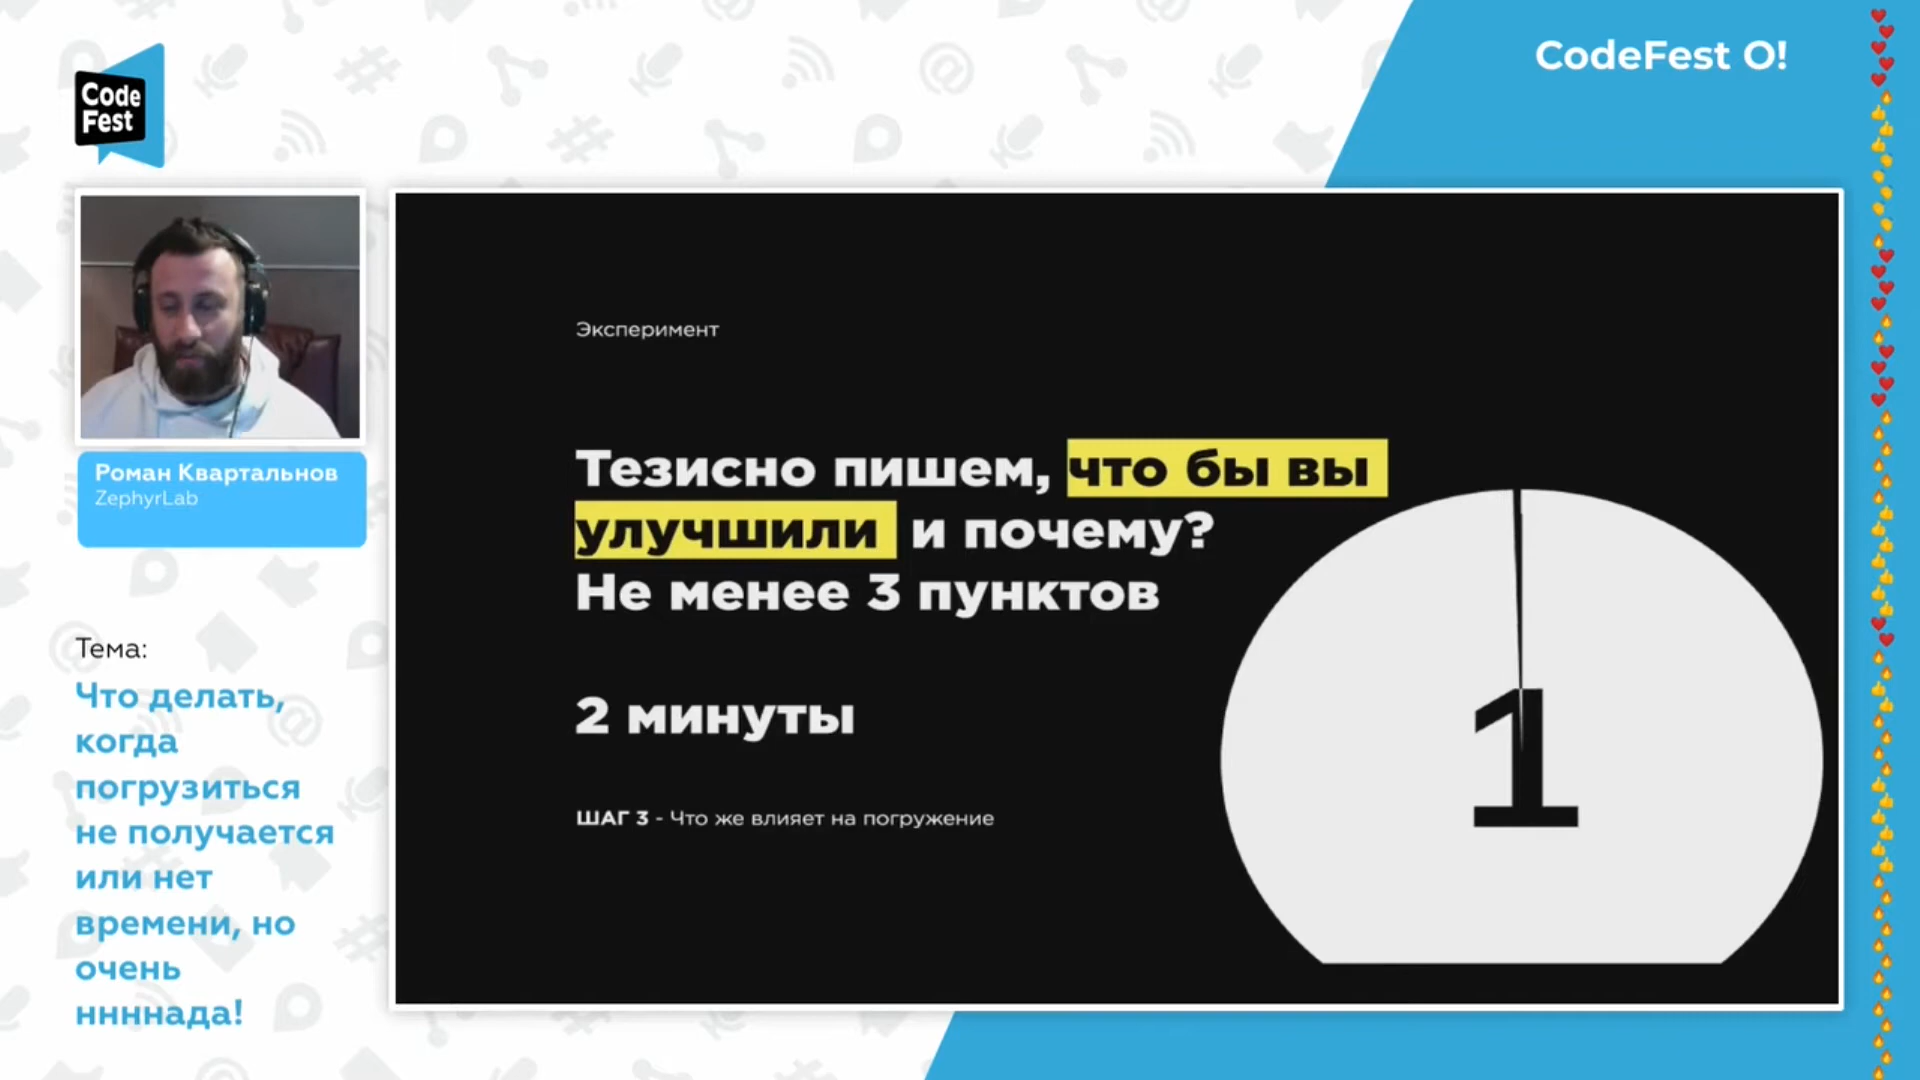 Code
Fest
CodeFest O!
Роман Квартальнов
ZephyrLab
Тема:
Что делать,
когда
погрузиться
не получается
или нет
времени, но
очень
ннннада!
Эксперимент
Тезисно пишем, что бы вы
улучшили и почему?
Не менее 3 пунктов
2 минуты
ШАГ 3 - Что же влияет на погружение
1